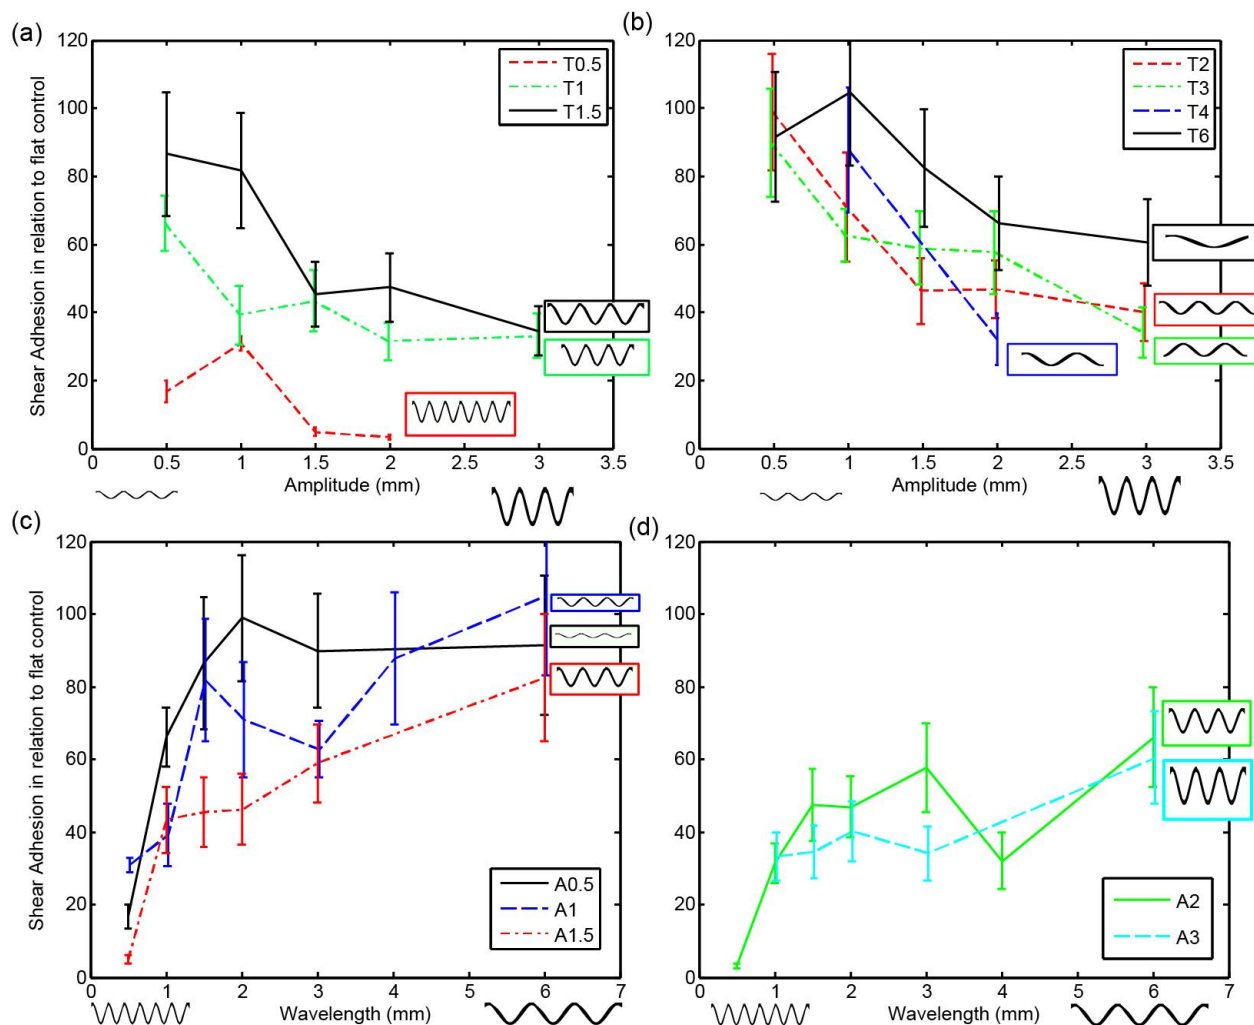 (a)
120
100
80
60
40
20
0
Shear Adhesion in relation to flat control
T0.5
T1
T1.5
0 0.5 1 1.5 2 2.5 3 3.5
Amplitude (mm)
(b)
120
100
80
60
40
20
0
T2
T3
T4
T6
0 0.5 1 1.5 2 2.5 3 3.5
Amplitude (mm)
(c)
120
100
80
60
40
20
0
Shear Adhesion in relation to flat control
A0.5
A1
A1.5
0 1 2 3 4 5 6 7
Wavelength (mm)
(d)
120
100
80
60
40
20
0
A2
A3
0 1 2 3 4 5 6 7
Wavelength (mm)